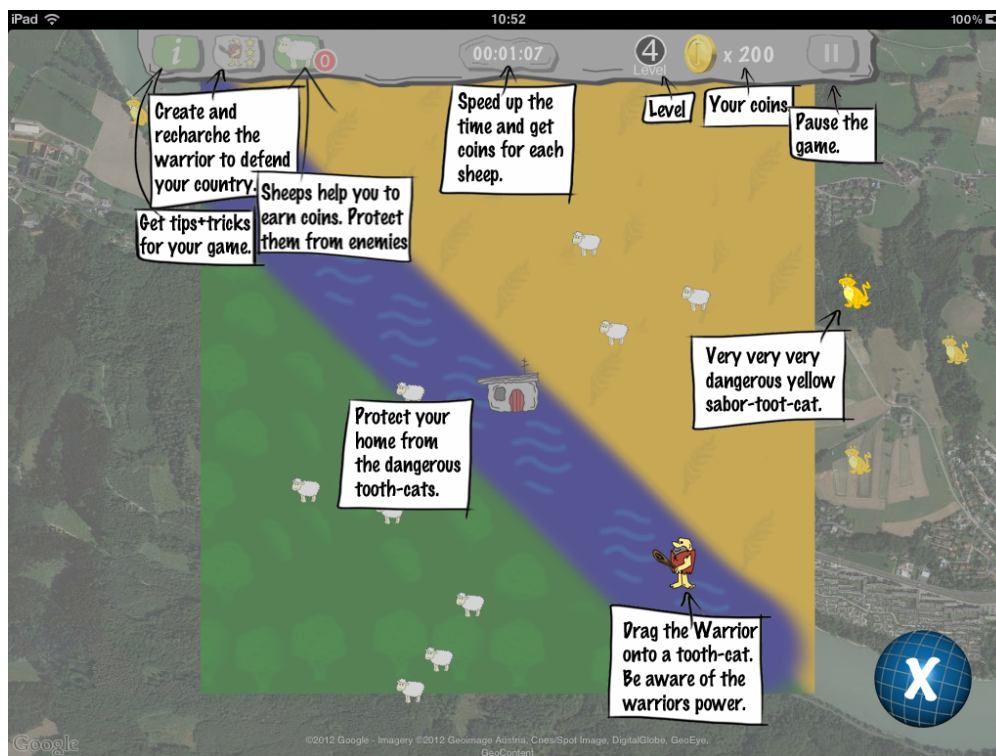 iPad
10:52
100%
i
0
00:01:07
4
Level
1
x 200
Create and
recharche the
warrior to defend
your country.
Get tips+tricks
for your game.
Sheeps help you to
earn coins. Protect
them from enemies
Speed up the
time and get
coins for each
sheep.
Level
Your coins
Pause the
game.
Very very very
dangerous yellow
sabor-toot-cat.
Protect your
home from
the dangerous
tooth-cats.
Drag the Warrior
onto a tooth-cat.
Be aware of the
warriors power.
X
Google
©2012 Google - Imagery ©2012 Geoimage Austria, Cnes/Spot Image, DigitalGlobe, GeoEye,
GeoContent